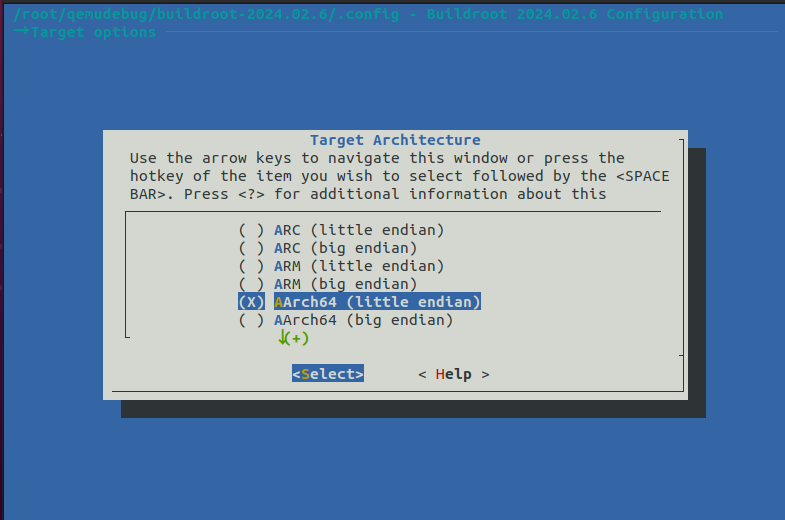 /root/qemudebug/buildroot-2024.02.6/.config - Buildroot 2024.02.6 Configuration
→Target options
Target Architecture
Use the arrow keys to navigate this window or press the
hotkey of the item you wish to select followed by the <SPACE
BAR>. Press <?> for additional information about this
( ) ARC (little endian)
( ) ARC (big endian)
( ) ARM (little endian)
( ) ARM (big endian)
(X) AArch64 (little endian)
( ) AArch64 (big endian)
↓(+)
<Select> < Help >